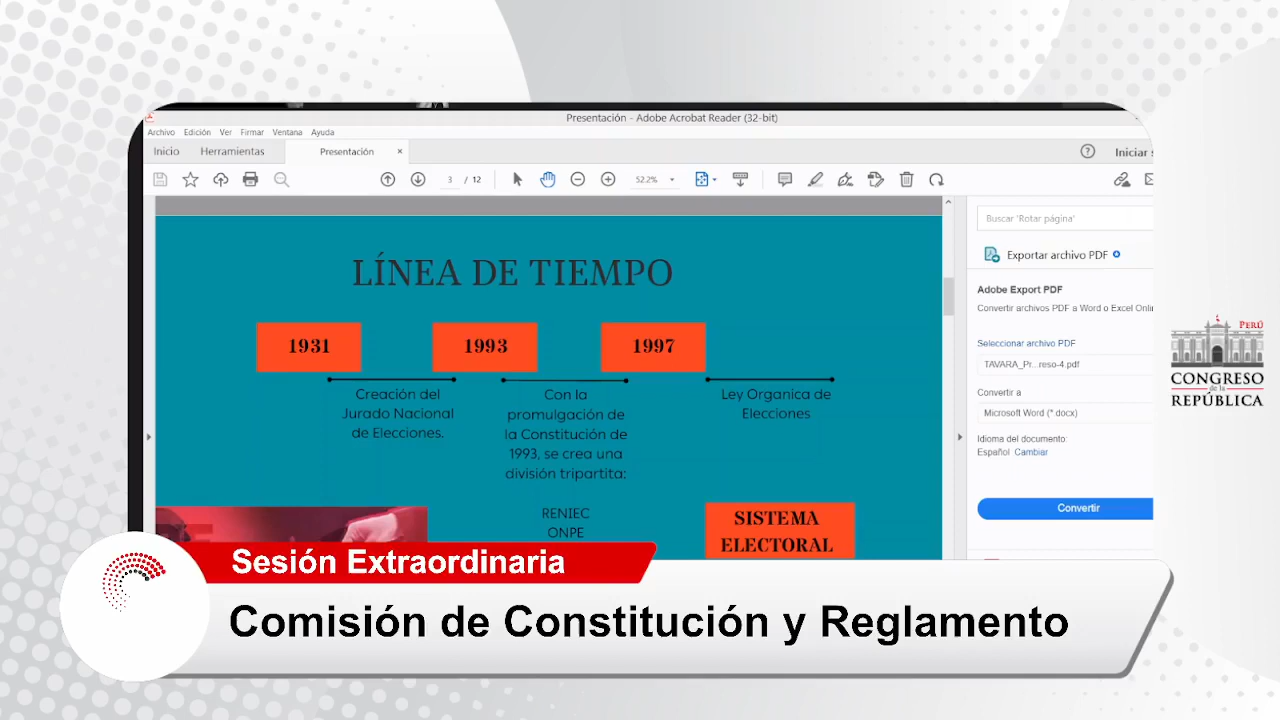 Presentación - Adobe Acrobat Reader (32-bit)
Archivo Edición Ver Firmar Ventana Ayuda
Inicio Herramientas Presentación × Iniciar s
3 / 12 52.2%
Buscar 'Rotar página'
LÍNEA DE TIEMPO
Exportar archivo PDF
Adobe Export PDF
Convertir archivos PDF a Word o Excel Onlin
1931 1993 1997
Seleccionar archivo PDF
TAVARA_Pr...reso-4.pdf
Creación del
Jurado Nacional
de Elecciones.
Con la
promulgación de
la Constitución de
1993, se crea una
división tripartita:
RENIEC
ONPE
Ley Organica de
Elecciones
SISTEMA
ELECTORAL
Convertir a
Microsoft Word (*.docx)
Idioma del documento:
Español Cambiar
Convertir
PERÚ
CONGRESO
de la
REPÚBLICA
Sesión Extraordinaria
Comisión de Constitución y Reglamento